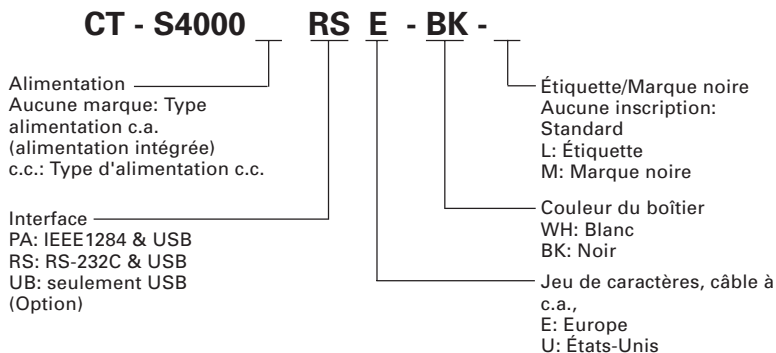 CT - S4000 __ RS E - BK - __
Alimentation
Aucune marque: Type
alimentation c.a.
(alimentation intégrée)
c.c.: Type d'alimentation c.c.
Interface
PA: IEEE1284 & USB
RS: RS-232C & USB
UB: seulement USB
(Option)
Étiquette/Marque noire
Aucune inscription:
Standard
L: Étiquette
M: Marque noire
Couleur du boîtier
WH: Blanc
BK: Noir
Jeu de caractères, câble à
c.a.,
E: Europe
U: États-Unis